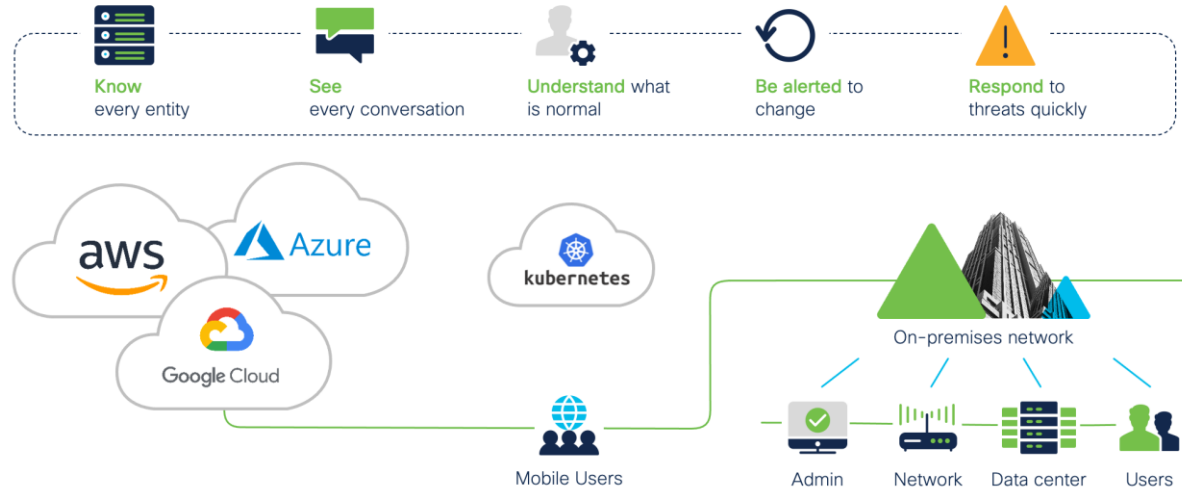 Know
every entity
See
every conversation
Understand what
is normal
Be alerted to
change
Respond to
threats quickly
aws
Azure
Google Cloud
kubernetes
On-premises network
Mobile Users
Admin
Network
Data center
Users